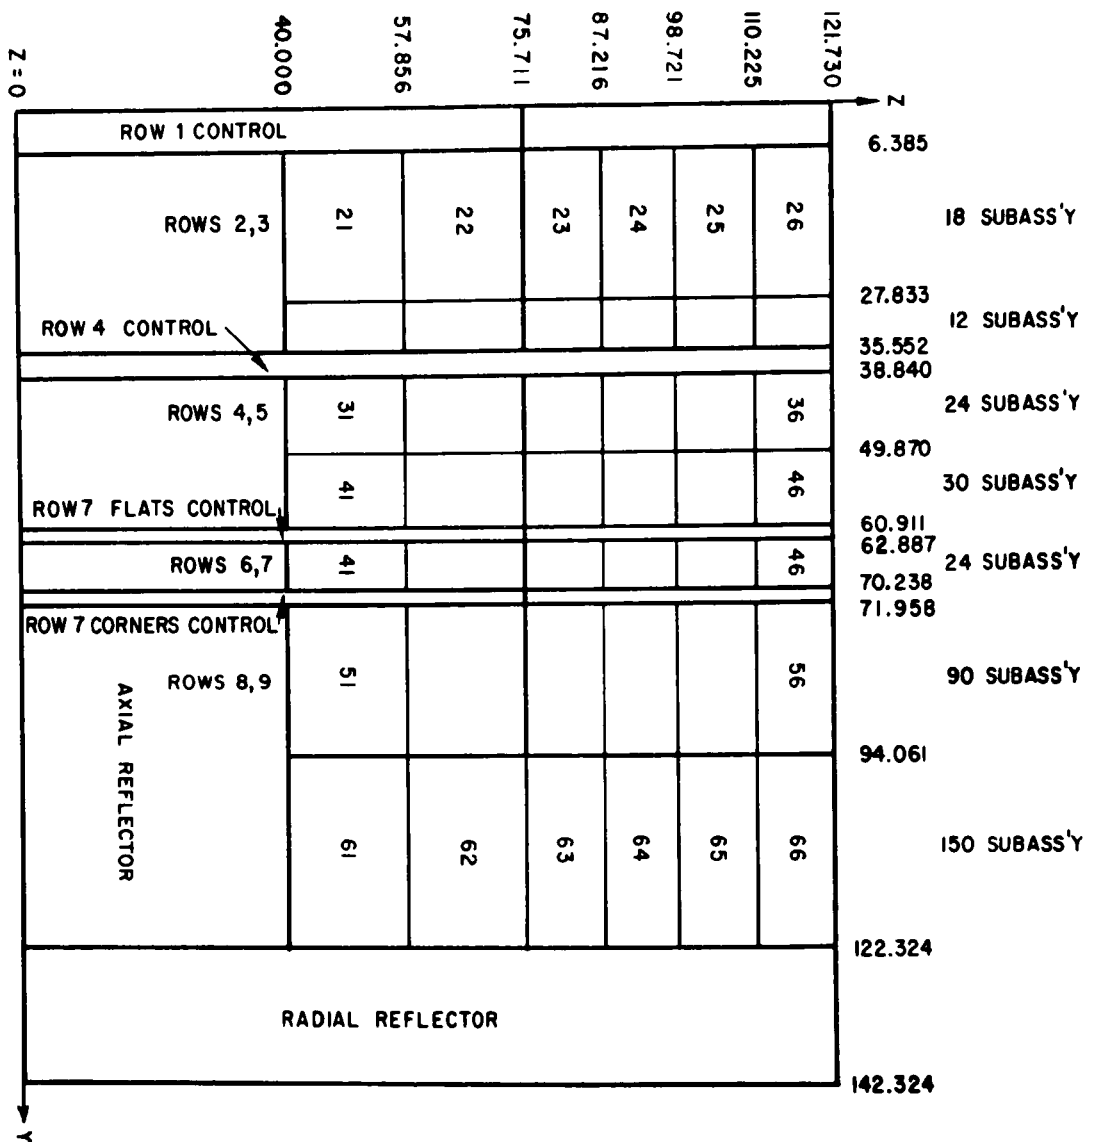 Z = 0
40.000
57.856
75.711
87.216
98.721
110.225
121.730
Z
ROW 1 CONTROL
6.385
ROWS 2,3
21
22
23
24
25
26
18 SUBASS'Y
27.833
12 SUBASS'Y
ROW 4 CONTROL
35.552
38.840
ROWS 4,5
31
36
24 SUBASS'Y
49.870
41
46
30 SUBASS'Y
ROW 7 FLATS CONTROL
60.911
62.887
ROWS 6,7
41
46
24 SUBASS'Y
70.238
71.958
ROW 7 CORNERS CONTROL
ROWS 8,9
51
56
90 SUBASS'Y
AXIAL REFLECTOR
94.061
61
62
63
64
65
66
150 SUBASS'Y
122.324
RADIAL REFLECTOR
142.324
Y